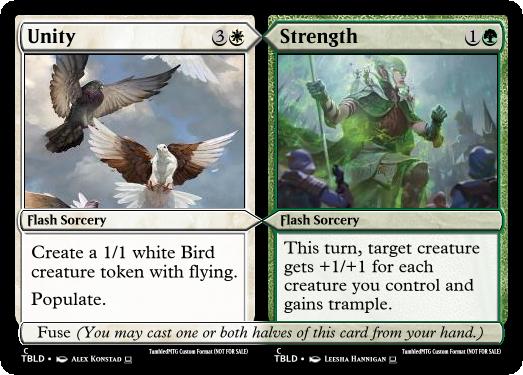 Unity 3
Flash Sorcery
Create a 1/1 white Bird
creature token with flying.
Populate.
Strength 1
Flash Sorcery
This turn, target creature
gets +1/+1 for each
creature you control and
gains trample.
Fuse (You may cast one or both halves of this card from your hand.)
C
TBLD • Alex Konstad
TumbledMTG Custom Format (NOT FOR SALE)
C
TBLD • Leesha Hannigan
TumbledMTG Custom Format (NOT FOR SALE)